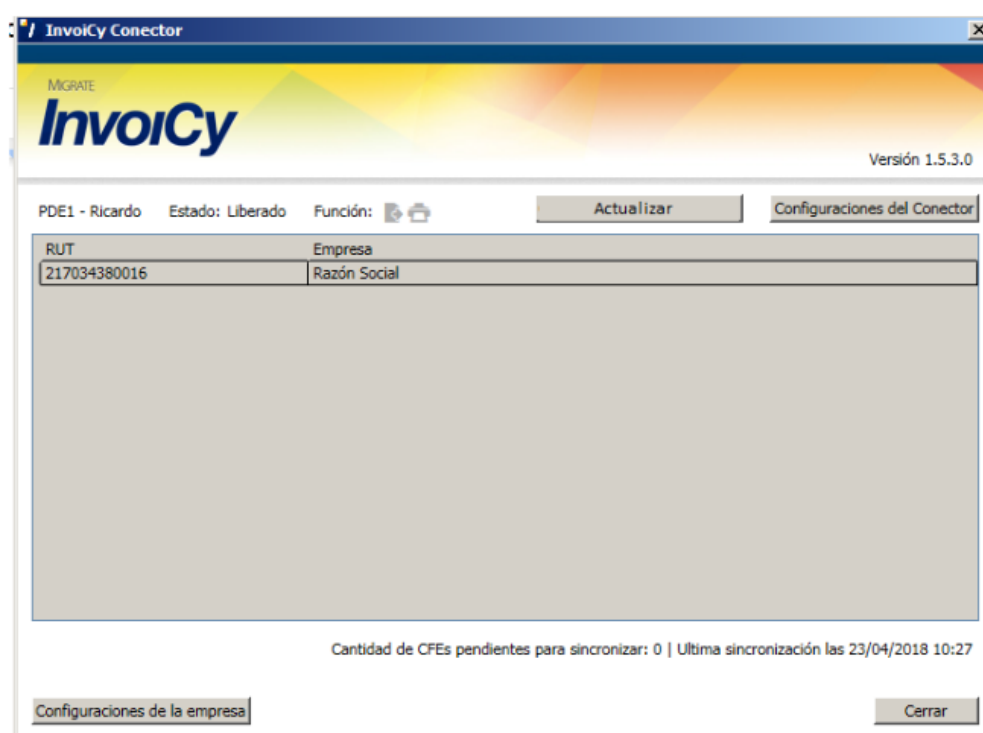 InvoiCy Conector
MIGRATE
InvoiCy
Versión 1.5.3.0
PDE1 - Ricardo Estado: Liberado Función: Actualizar Configuraciones del Conector
RUT Empresa
217034380016 Razón Social
Cantidad de CFEs pendientes para sincronizar: 0 | Ultima sincronización las 23/04/2018 10:27
Configuraciones de la empresa Cerrar